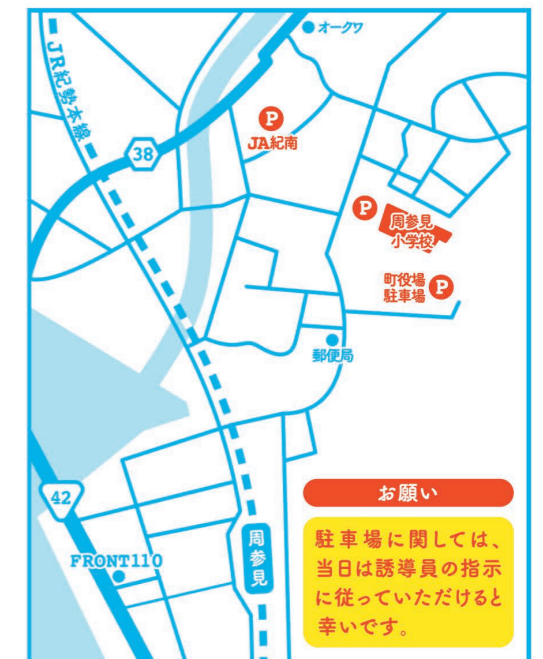 オークワ
JR紀勢本線
P
JA紀南
38
P
周参見
小学校
町役場
駐車場
P
郵便局
42
FRONT110
周参見
お願い
駐車場に関しては、
当日は誘導員の指示
に従っていただけると
幸いです。